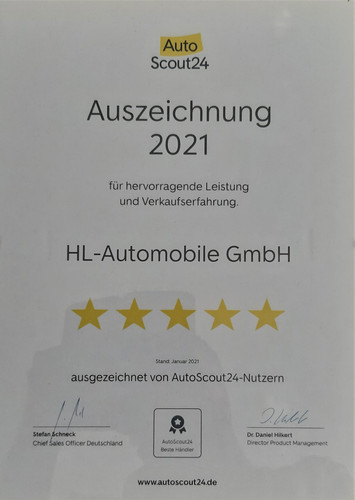 Auto
Scout24
Auszeichnung
2021
für hervorragende Leistung
und Verkaufserfahrung.
HL-Automobile GmbH
Stand: Januar 2021
ausgezeichnet von AutoScout24-Nutzern
Stefan Schneck
Chief Sales Officer Deutschland
AutoScout24
Beste Händler
Dr. Daniel Hilsert
Director Product Management
www.autoscout24.de